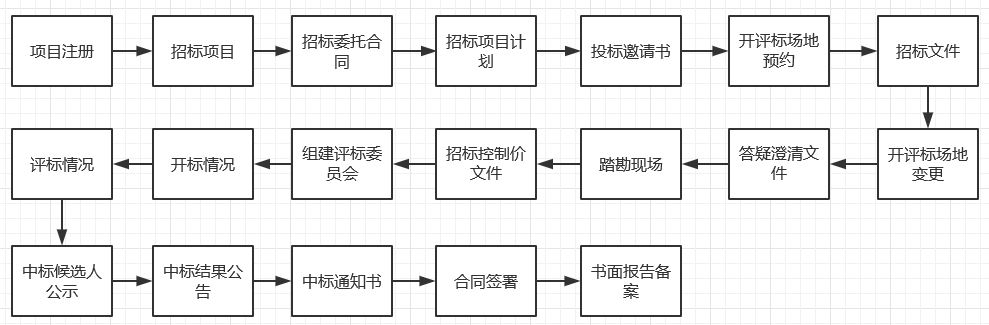 项目注册
招标项目
招标委托合
同
招标项目计
划
投标邀请书
开评标场地
预约
招标文件
开评标场地
变更
答疑澄清文
件
踏勘现场
招标控制价
文件
组建评标委
员会
开标情况
评标情况
中标候选人
公示
中标结果公
告
中标通知书
合同签署
书面报告备
案